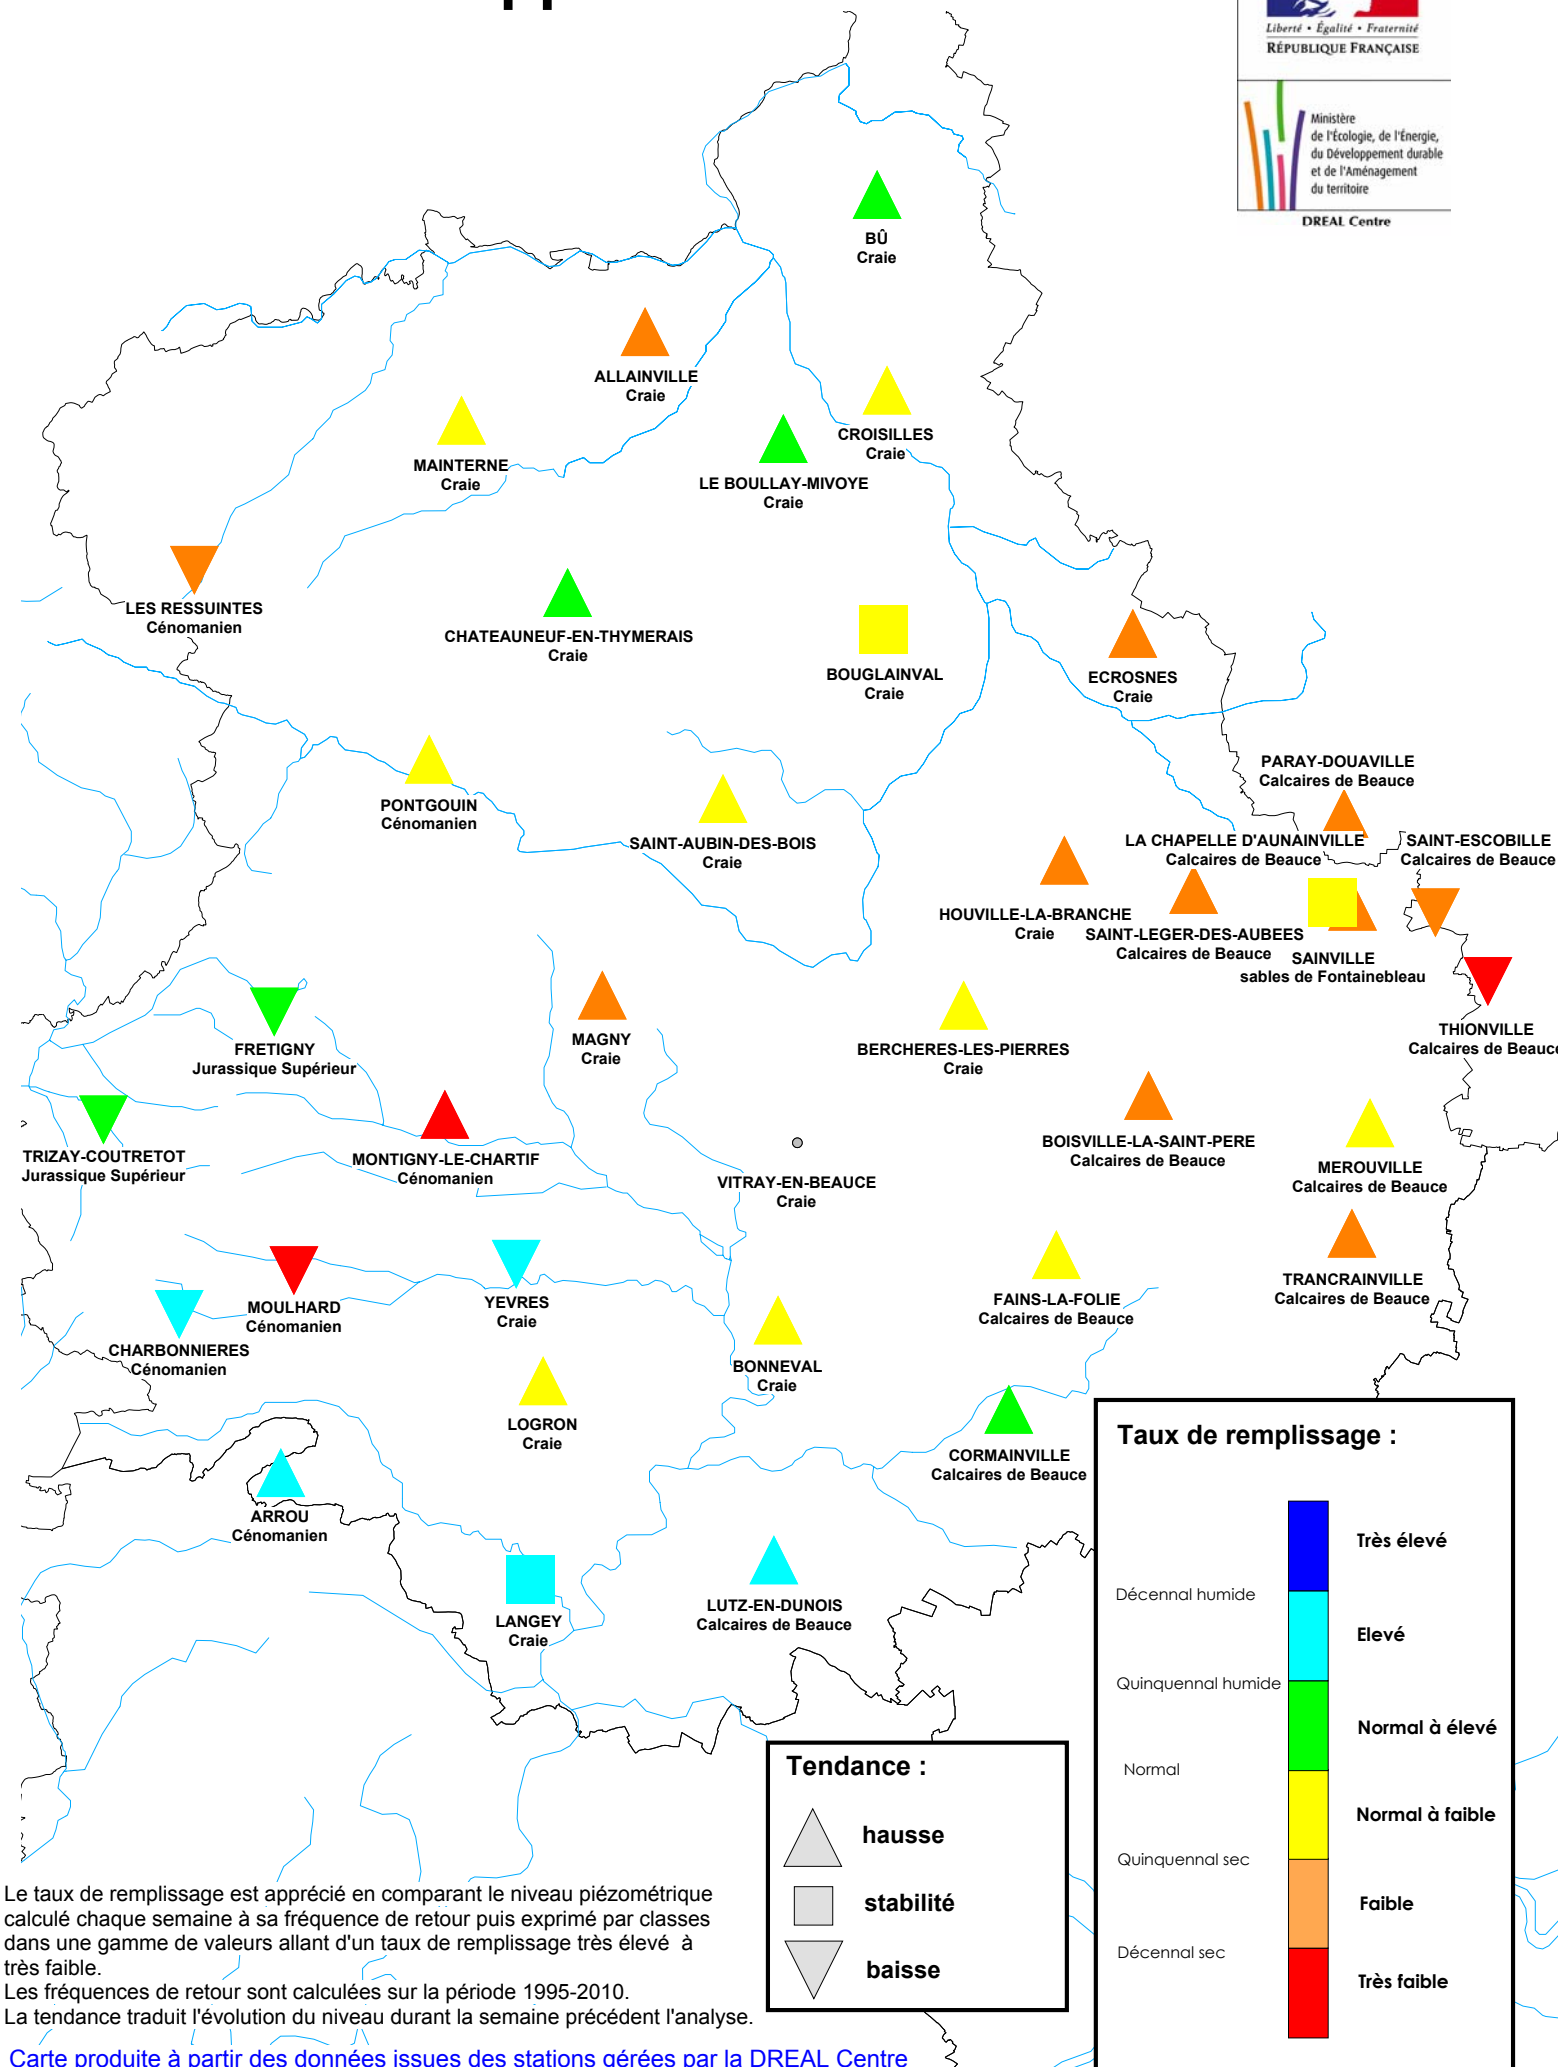 Liberté • Égalité • Fraternité
RÉPUBLIQUE FRANÇAISE
Ministère
de l'Écologie, de l'Énergie,
du Développement durable
et de l'Aménagement
du territoire
DREAL Centre
BÛ
Craie
ALLAINVILLE
Craie
CROISILLES
Craie
MAINTERNE
Craie
LE BOULLAY-MIVOYE
Craie
LES RESSUINTES
Cénomanien
CHATEAUNEUF-EN-THYMERAIS
Craie
BOUGLAINVAL
Craie
ECROSNES
Craie
PARAY-DOUAVILLE
Calcaires de Beauce
PONTGOUIN
Cénomanien
SAINT-AUBIN-DES-BOIS
Craie
LA CHAPELLE D'AUNAINVILLE
Calcaires de Beauce
SAINT-ESCOBILLE
Calcaires de Beauce
HOUVILLE-LA-BRANCHE
Craie
SAINT-LEGER-DES-AUBEES
Calcaires de Beauce
SAINVILLE
sables de Fontainebleau
THIONVILLE
Calcaires de Beauce
FRETIGNY
Jurassique Supérieur
MAGNY
Craie
BERCHERES-LES-PIERRES
Craie
TRIZAY-COUTRETOT
Jurassique Supérieur
MONTIGNY-LE-CHARTIF
Cénomanien
BOISVILLE-LA-SAINT-PERE
Calcaires de Beauce
MEROUVILLE
Calcaires de Beauce
VITRAY-EN-BEAUCE
Craie
TRANCRAINVILLE
Calcaires de Beauce
MOULHARD
Cénomanien
YEVRES
Craie
FAINS-LA-FOLIE
Calcaires de Beauce
CHARBONNIERES
Cénomanien
BONNEVAL
Craie
LOGRON
Craie
CORMAINVILLE
Calcaires de Beauce
ARROU
Cénomanien
LANGEY
Craie
LUTZ-EN-DUNOIS
Calcaires de Beauce
Taux de remplissage :
Très élevé
Décennal humide
Elevé
Quinquennal humide
Normal à élevé
Normal
Normal à faible
Quinquennal sec
Faible
Décennal sec
Très faible
Tendance :
hausse
stabilité
baisse
Le taux de remplissage est apprécié en comparant le niveau piézométrique
calculé chaque semaine à sa fréquence de retour puis exprimé par classes
dans une gamme de valeurs allant d'un taux de remplissage très élevé à
très faible.
Les fréquences de retour sont calculées sur la période 1995-2010.
La tendance traduit l'évolution du niveau durant la semaine précédent l'analyse.
Carte produite à partir des données issues des stations gérées par la DREAL Centre